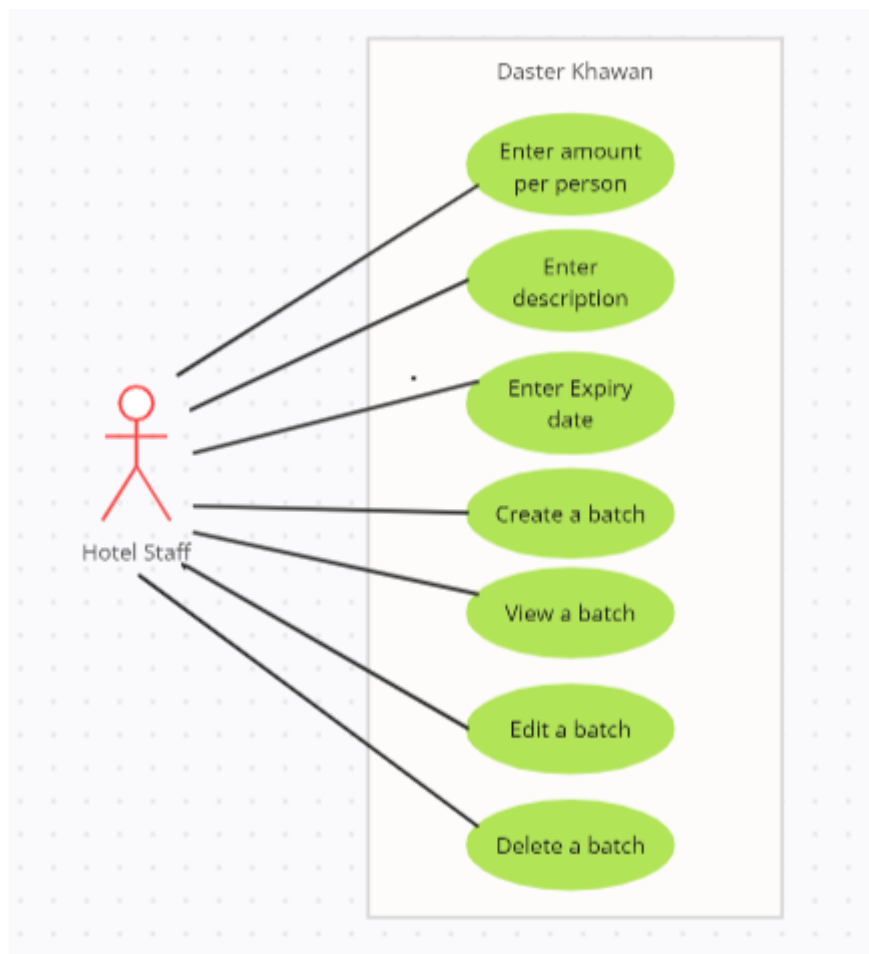 Daster Khawan
Enter amount
per person
Enter
description
Enter Expiry
date
Create a batch
Hotel Staff
View a batch
Edit a batch
Delete a batch